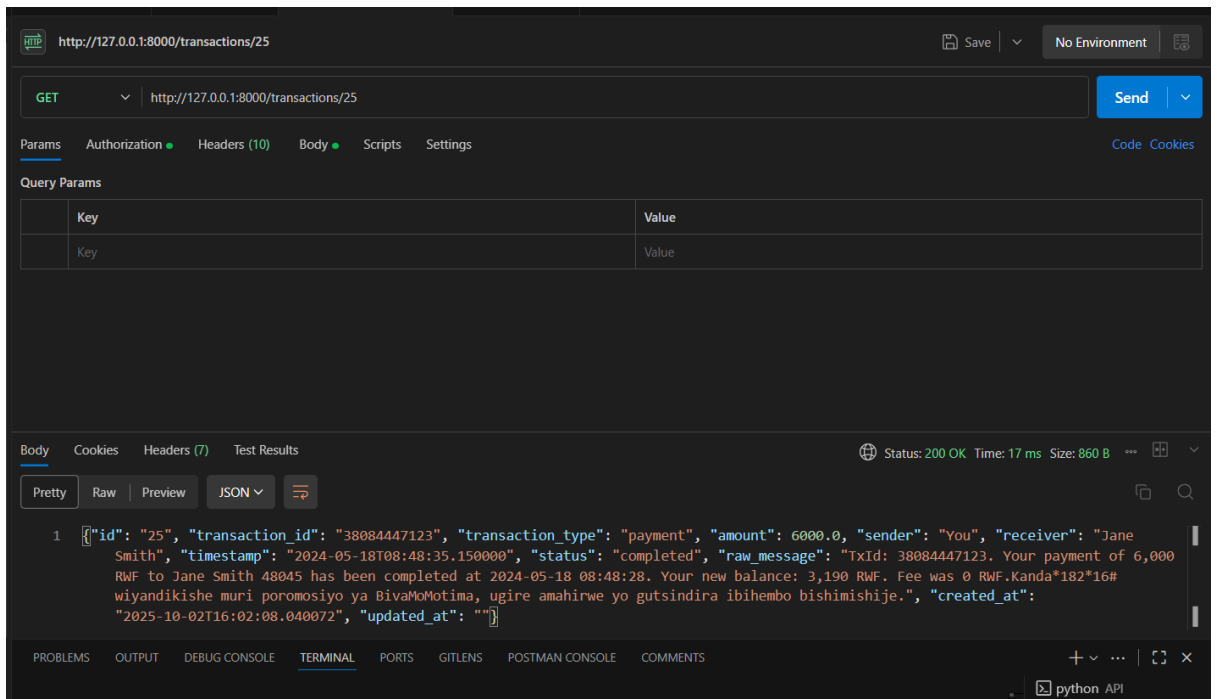 HTTP http://127.0.0.1:8000/transactions/25 Save No Environment
GET http://127.0.0.1:8000/transactions/25 Send
Params Authorization Headers (10) Body Scripts Settings Code Cookies
Query Params
Key Value
Key Value
Body Cookies Headers (7) Test Results Status: 200 OK Time: 17 ms Size: 860 B
Pretty Raw Preview JSON
1 {"id": "25", "transaction_id": "38084447123", "transaction_type": "payment", "amount": 6000.0, "sender": "You", "receiver": "Jane
Smith", "timestamp": "2024-05-18T08:48:35.150000", "status": "completed", "raw_message": "TxId: 38084447123. Your payment of 6,000
RWF to Jane Smith 48045 has been completed at 2024-05-18 08:48:28. Your new balance: 3,190 RWF. Fee was 0 RWF.Kanda*182*16#
wiyandikishe muri poromosiyo ya BivaMoMotima, ugire amahirwe yo gutsindira ibihembo bishimishije.", "created_at":
"2025-10-02T16:02:08.040072", "updated_at": ""}
PROBLEMS OUTPUT DEBUG CONSOLE TERMINAL PORTS GITLENS POSTMAN CONSOLE COMMENTS
python API